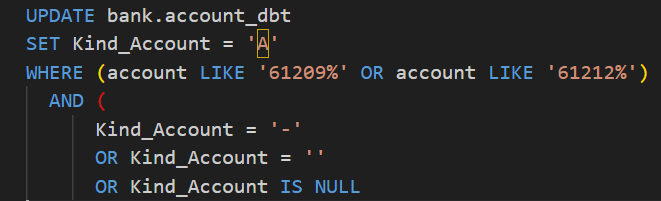 UPDATE bank.account_dbt
SET Kind_Account = 'А'
WHERE (account LIKE '61209%' OR account LIKE '61212%')
AND (
Kind_Account = '-'
OR Kind_Account = ''
OR Kind_Account IS NULL